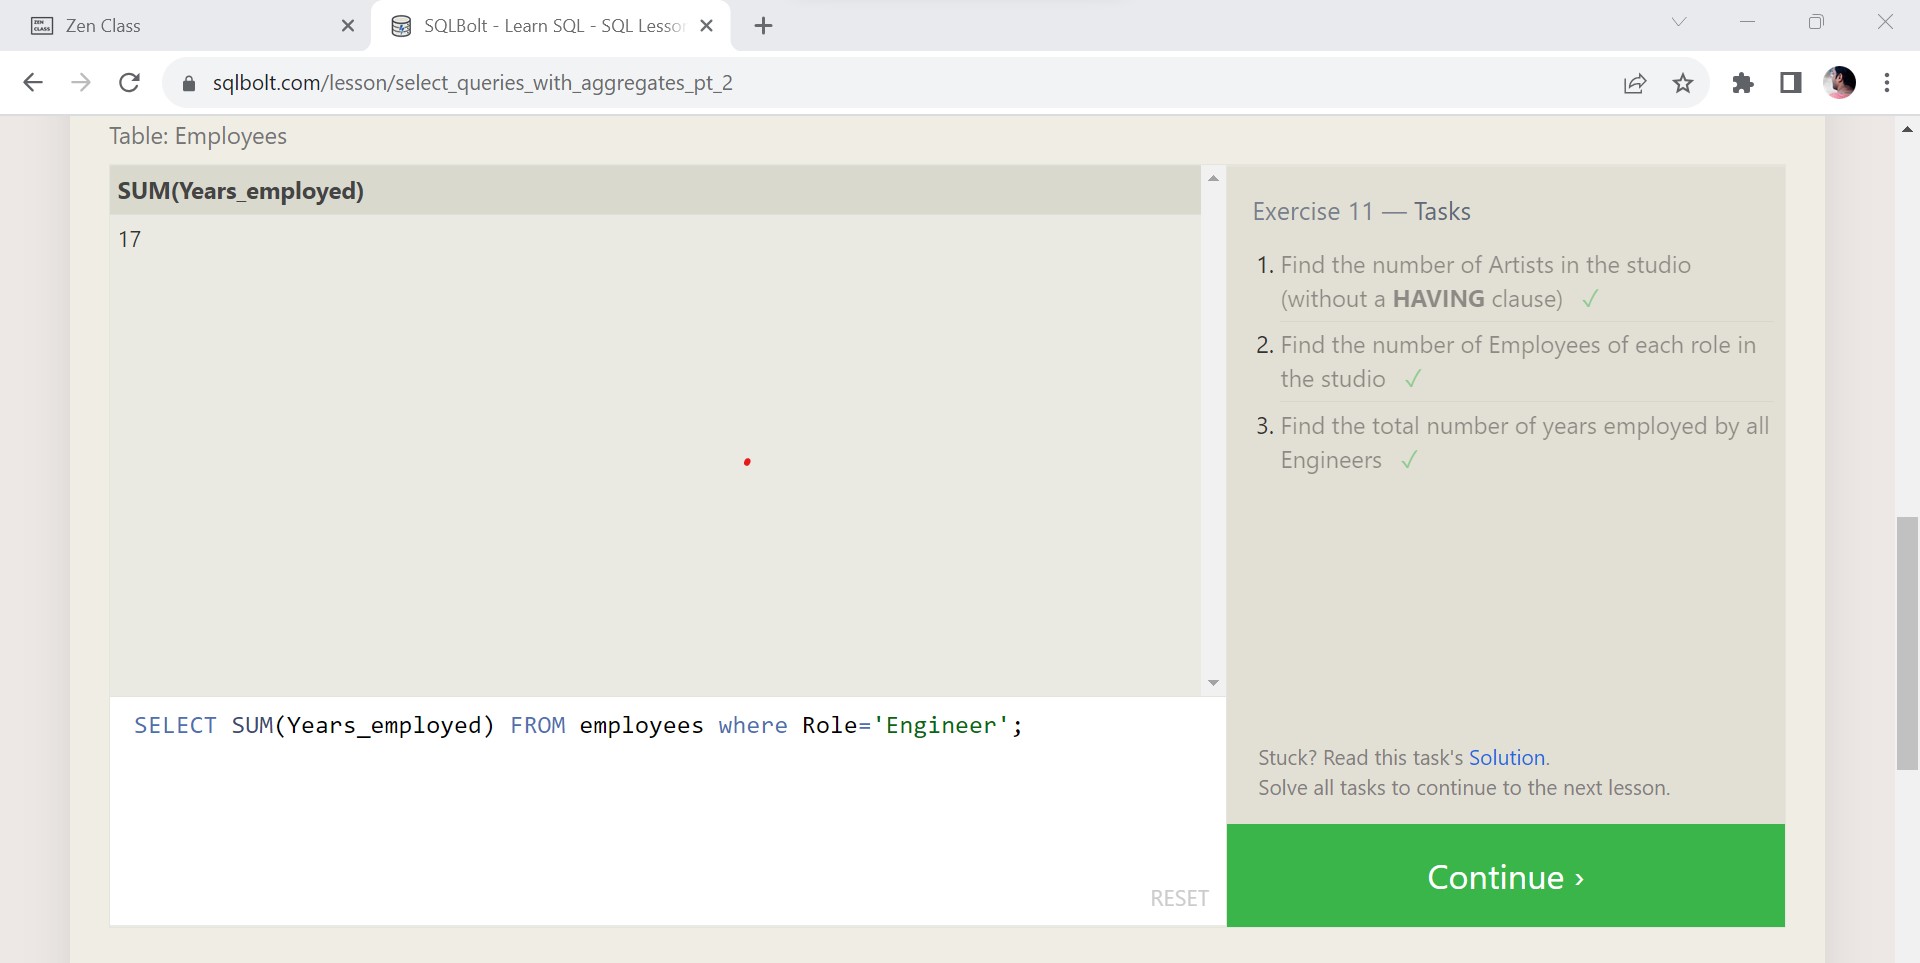 ZEN CLASS Zen Class
SQLBolt - Learn SQL - SQL Lesso
sqlbolt.com/lesson/select_queries_with_aggregates_pt_2
Table: Employees
SUM(Years_employed)
17
SELECT SUM(Years_employed) FROM employees where Role='Engineer';
RESET
Exercise 11 — Tasks
1. Find the number of Artists in the studio
(without a HAVING clause) ✓
2. Find the number of Employees of each role in
the studio ✓
3. Find the total number of years employed by all
Engineers ✓
Stuck? Read this task's Solution.
Solve all tasks to continue to the next lesson.
Continue ›